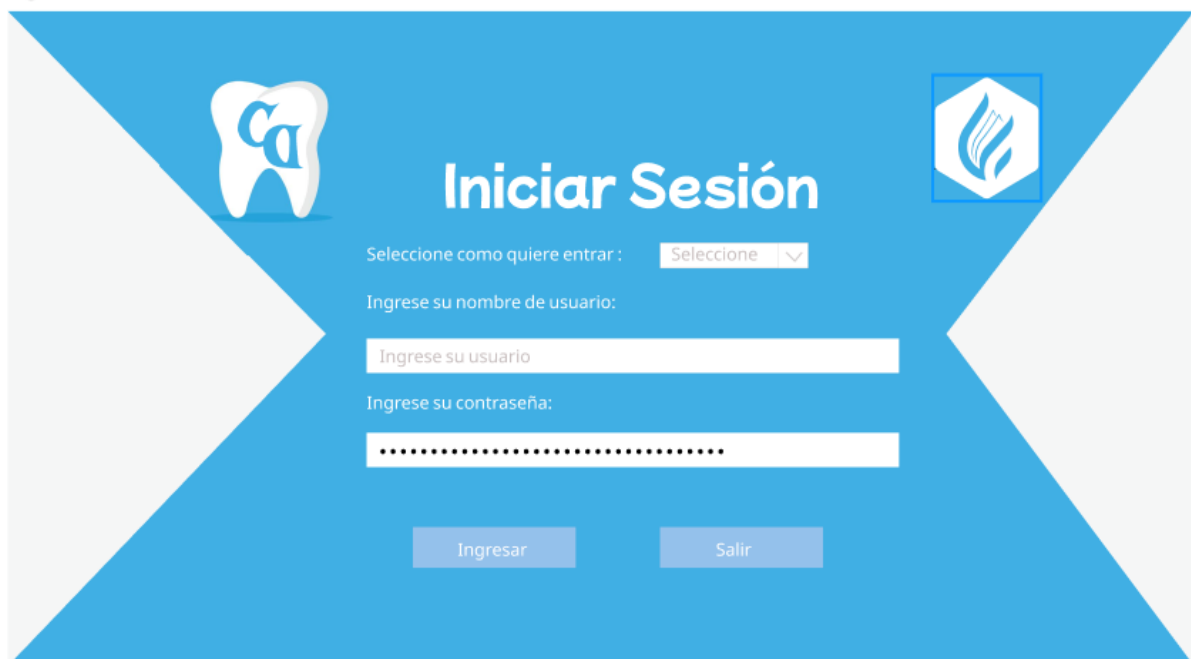 Iniciar Sesión
Seleccione como quiere entrar : Seleccione
Ingrese su nombre de usuario:
Ingrese su usuario
Ingrese su contraseña:
Ingresar Salir